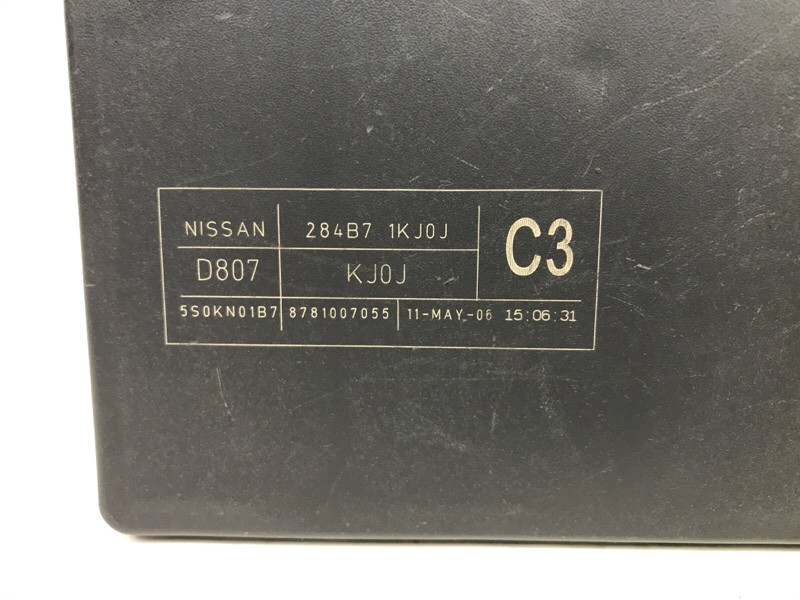 NISSAN 284B7 1KJ0J C3
D807 KJ0J
5S0KN01B7 8781007055 11-MAY-06 15:06:31